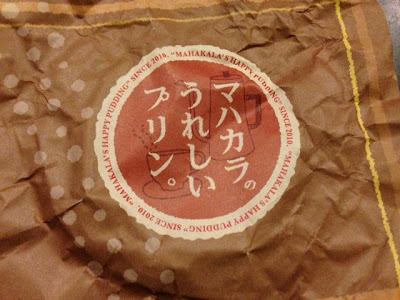 マハカラの
うれしい
プリン。
"MAHAKALA'S HAPPY PUDDING" SINCE 2010. "MAHAKALA'S HAPPY PUDDING" SINCE 2010. "MAHAKALA'S HAPPY PUDDING" SINCE 2010.